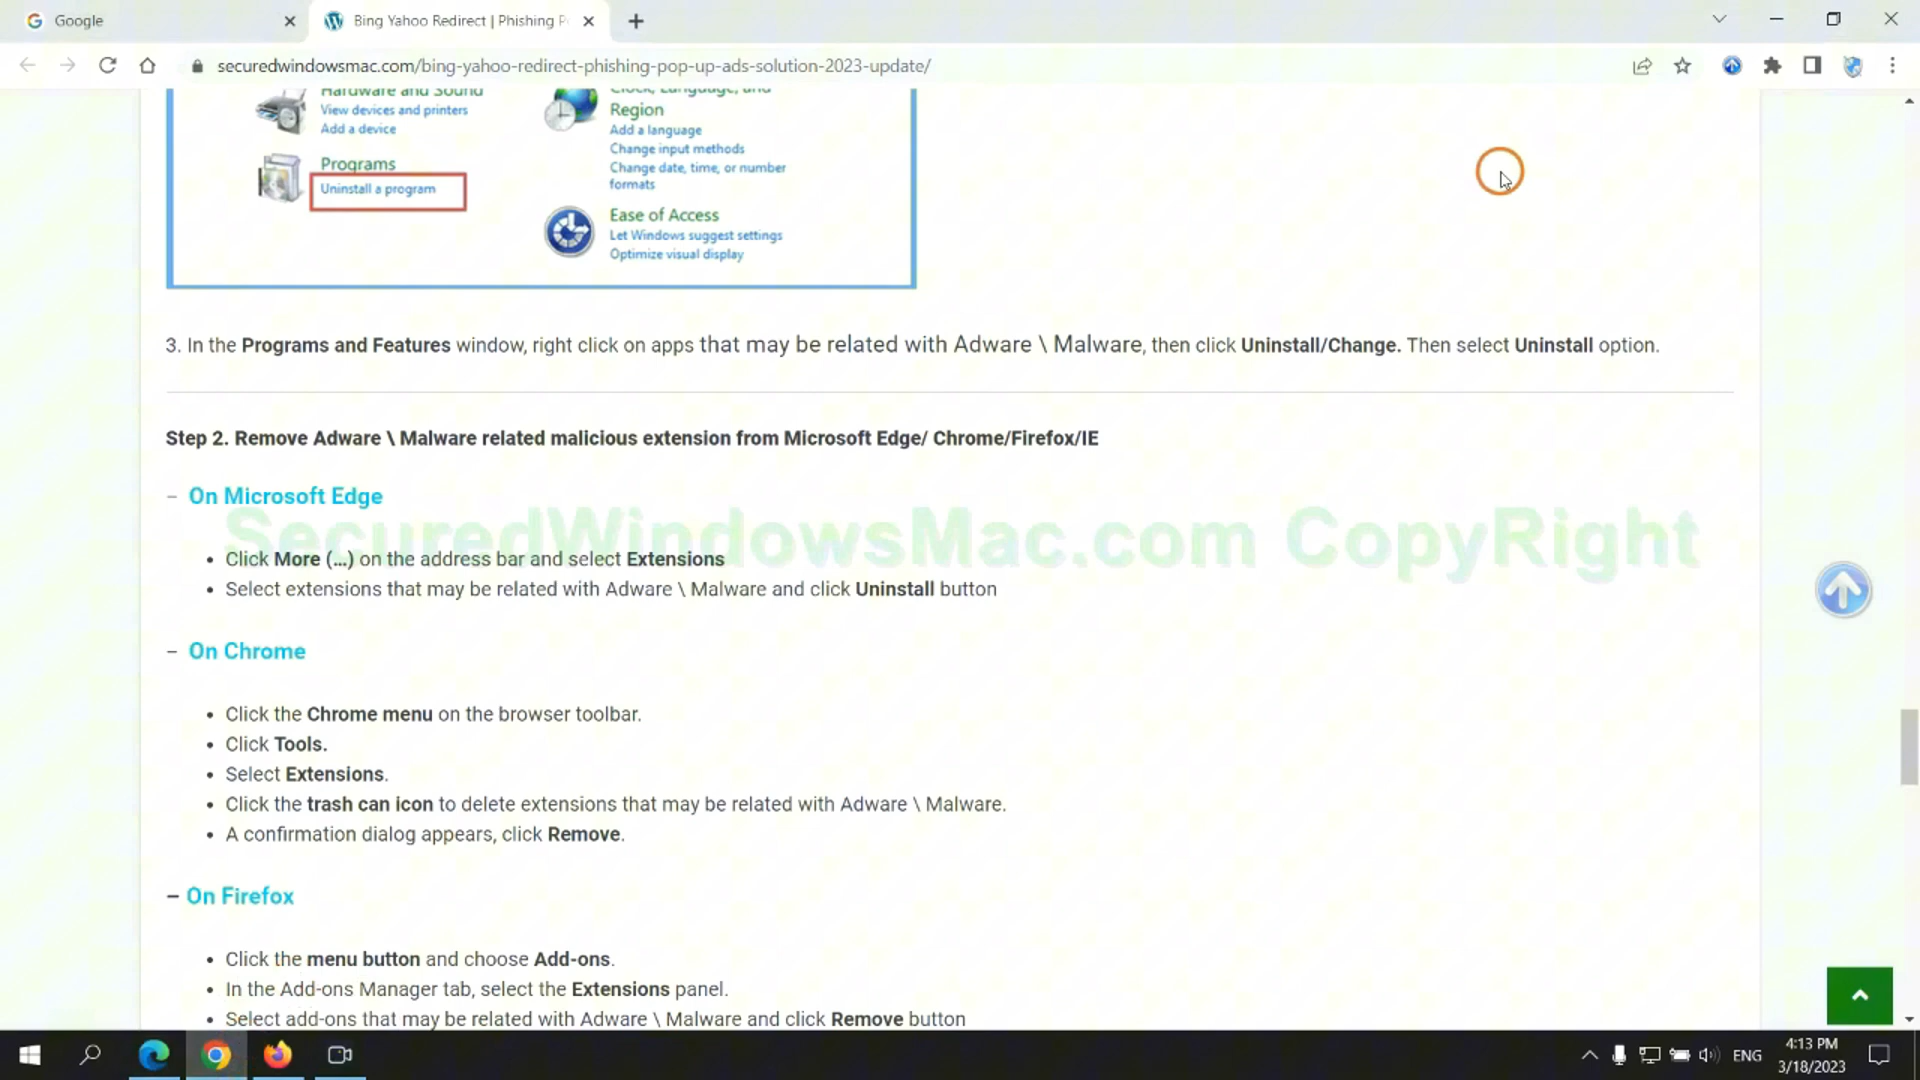 Google
Bing Yahoo Redirect | Phishing P
securedwindowsmac.com/bing-yahoo-redirect-phishing-pop-up-ads-solution-2023-update/
Hardware and Sound
View devices and printers
Add a device
Programs
Uninstall a program
Clock, Language, and
Region
Add a language
Change input methods
Change date, time, or number
formats
Ease of Access
Let Windows suggest settings
Optimize visual display
3. In the Programs and Features window, right click on apps that may be related with Adware \ Malware, then click Uninstall/Change. Then select Uninstall option.
Step 2. Remove Adware \ Malware related malicious extension from Microsoft Edge/ Chrome/Firefox/IE
– On Microsoft Edge
SecuredWindowsMac.com CopyRight
• Click More (...) on the address bar and select Extensions
• Select extensions that may be related with Adware \ Malware and click Uninstall button
– On Chrome
• Click the Chrome menu on the browser toolbar.
• Click Tools.
• Select Extensions.
• Click the trash can icon to delete extensions that may be related with Adware \ Malware.
• A confirmation dialog appears, click Remove.
– On Firefox
• Click the menu button and choose Add-ons.
• In the Add-ons Manager tab, select the Extensions panel.
• Select add-ons that may be related with Adware \ Malware and click Remove button
ENG
4:13 PM
3/18/2023